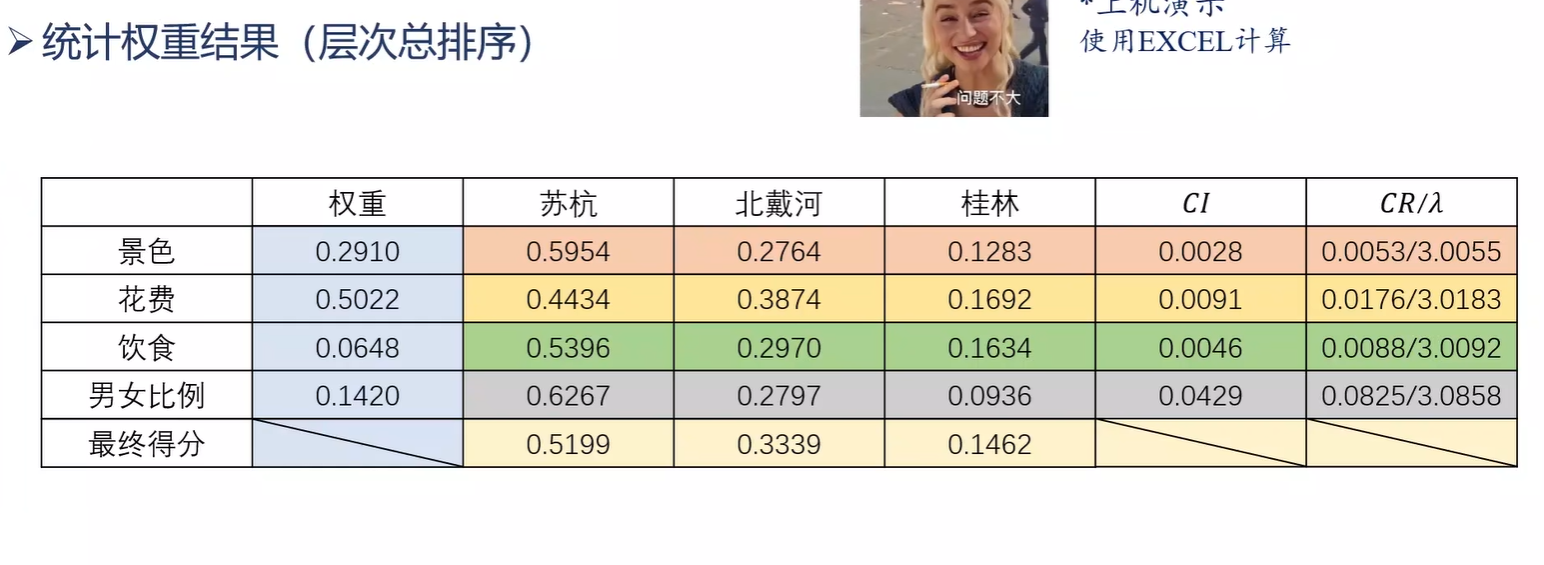 ➢ 统计权重结果（层次总排序）
*上机演示
使用EXCEL计算
问题不大
权重 苏杭 北戴河 桂林 CI CR/λ
景色 0.2910 0.5954 0.2764 0.1283 0.0028 0.0053/3.0055
花费 0.5022 0.4434 0.3874 0.1692 0.0091 0.0176/3.0183
饮食 0.0648 0.5396 0.2970 0.1634 0.0046 0.0088/3.0092
男女比例 0.1420 0.6267 0.2797 0.0936 0.0429 0.0825/3.0858
最终得分 0.5199 0.3339 0.1462